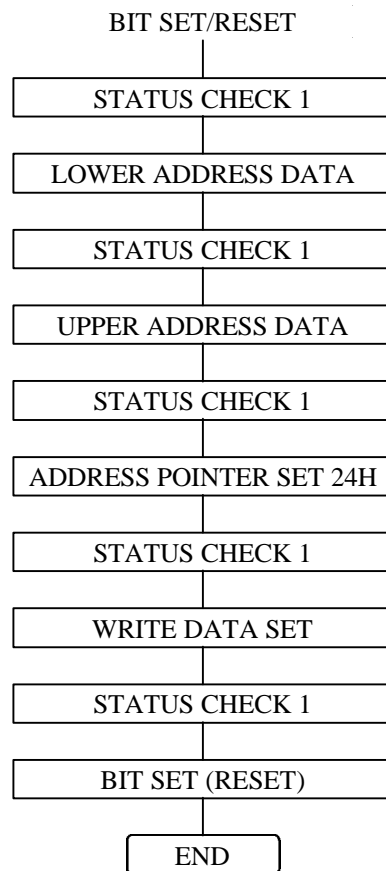 BIT SET/RESET
STATUS CHECK 1
LOWER ADDRESS DATA
STATUS CHECK 1
UPPER ADDRESS DATA
STATUS CHECK 1
ADDRESS POINTER SET 24H
STATUS CHECK 1
WRITE DATA SET
STATUS CHECK 1
BIT SET (RESET)
END